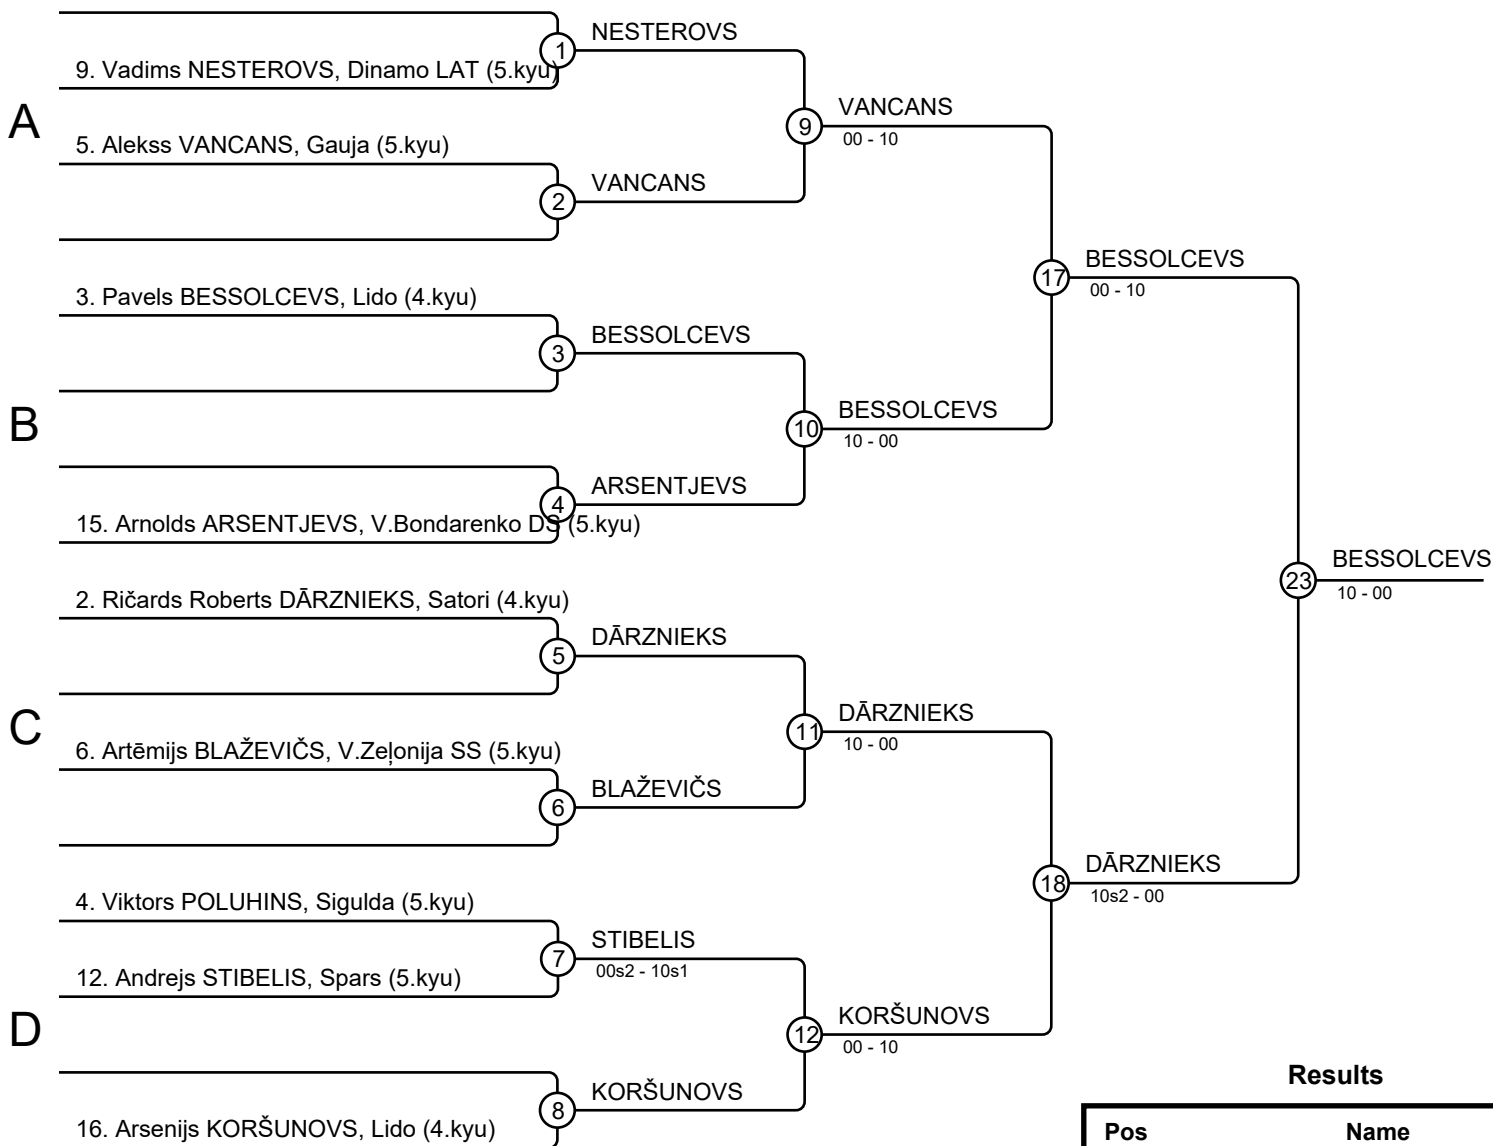 NESTEROVS
1
9. Vadims NESTEROVS, Dinamo LAT (5.kyu)
A
VANCANS
9
00 - 10
5. Alekss VANCANS, Gauja (5.kyu)
VANCANS
2
BESSOLCEVS
17
00 - 10
3. Pavels BESSOLCEVS, Lido (4.kyu)
BESSOLCEVS
3
B
BESSOLCEVS
10
10 - 00
ARSENTJEVS
4
15. Arnolds ARSENTJEVS, V.Bondarenko DS (5.kyu)
BESSOLCEVS
23
10 - 00
2. Ričards Roberts DĀRZNIEKS, Satori (4.kyu)
DĀRZNIEKS
5
C
DĀRZNIEKS
11
10 - 00
6. Artēmijs BLAŽEVIČS, V.Zeļonija SS (5.kyu)
BLAŽEVIČS
6
DĀRZNIEKS
18
10s2 - 00
4. Viktors POLUHINS, Sigulda (5.kyu)
STIBELIS
7
00s2 - 10s1
12. Andrejs STIBELIS, Spars (5.kyu)
D
KORŠUNOVS
12
00 - 10
KORŠUNOVS
8
16. Arsenijs KORŠUNOVS, Lido (4.kyu)
Results
Pos Name